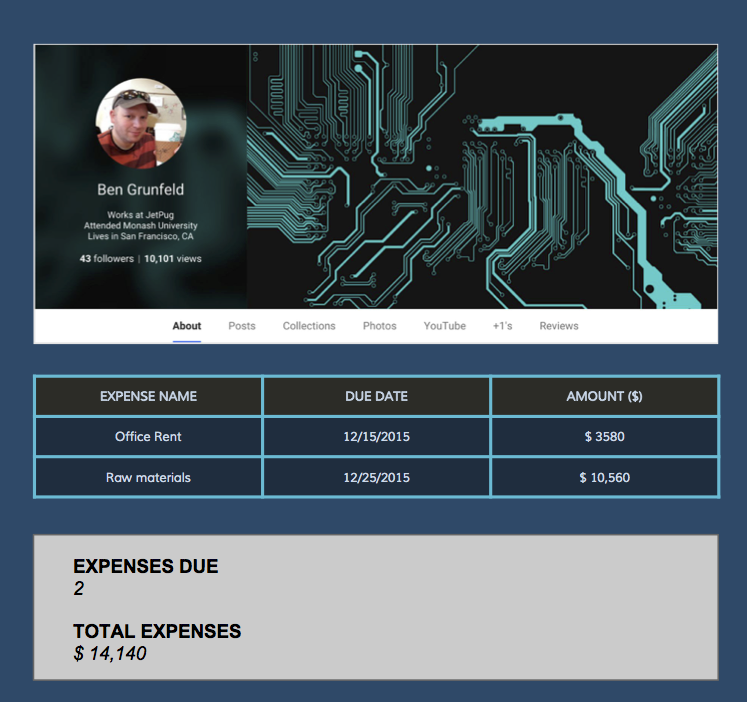 Ben Grunfeld
Works at JetPug
Attended Monash University
Lives in San Francisco, CA
43 followers | 10,101 views
About Posts Collections Photos YouTube +1's Reviews
EXPENSE NAME DUE DATE AMOUNT ($)
Office Rent 12/15/2015 $ 3580
Raw materials 12/25/2015 $ 10,560
EXPENSES DUE
2
TOTAL EXPENSES
$ 14,140